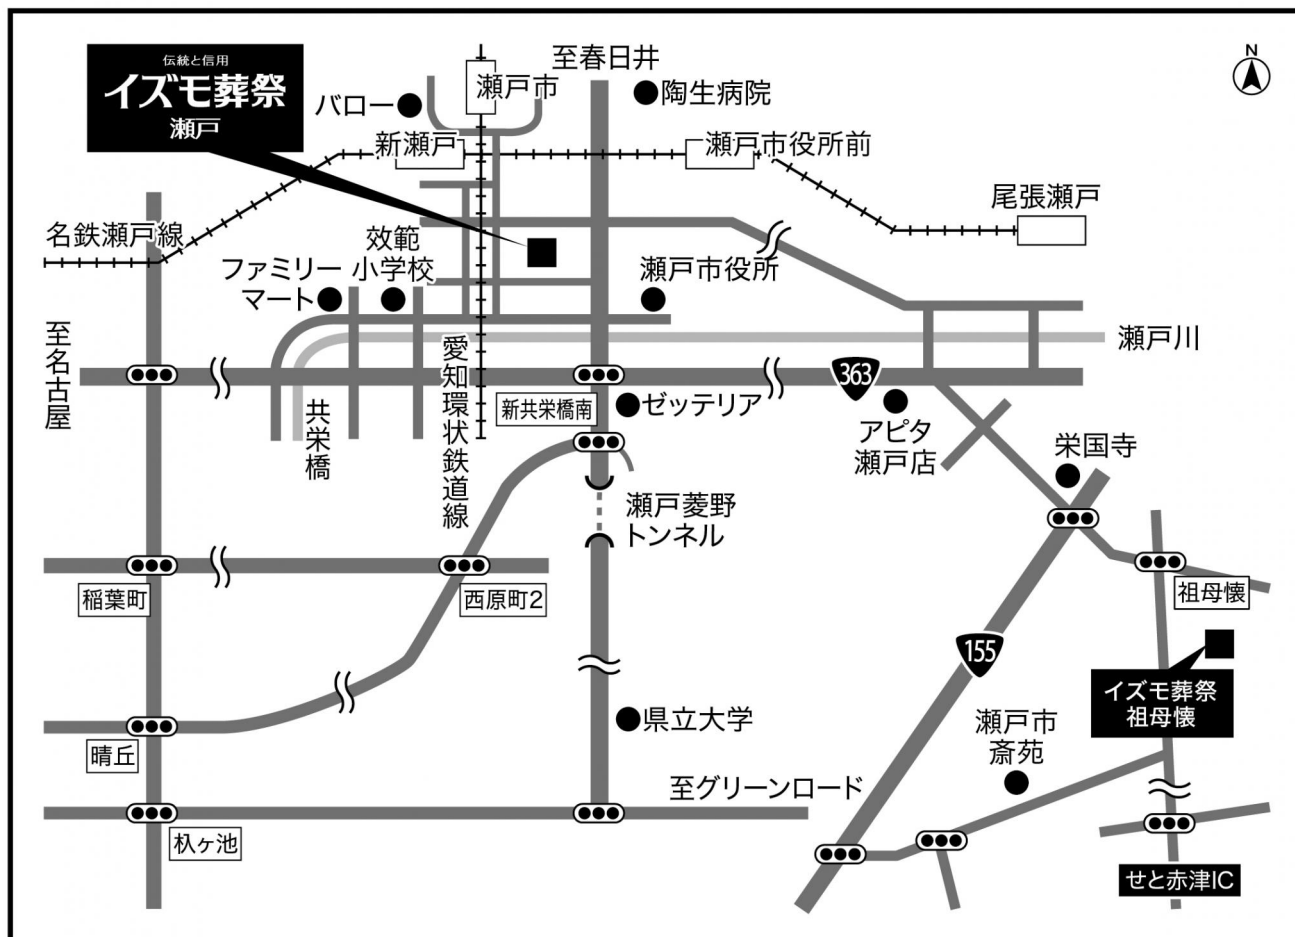 至春日井
N
伝統と信用
イズモ葬祭
瀬戸
バロー
瀬戸市
陶生病院
新瀬戸
瀬戸市役所前
尾張瀬戸
名鉄瀬戸線
効範
小学校
ファミリー
マート
瀬戸市役所
至名古屋
愛知環状鉄道線
瀬戸川
363
共栄橋
新共栄橋南
ゼッテリア
アピタ
瀬戸店
栄国寺
瀬戸菱野
トンネル
稲葉町
西原町2
祖母懐
155
イズモ葬祭
祖母懐
県立大学
瀬戸市
斎苑
晴丘
至グリーンロード
杁ヶ池
せと赤津IC